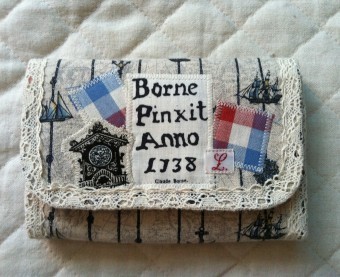 Borne
Pinxit
Anno
1738
L.